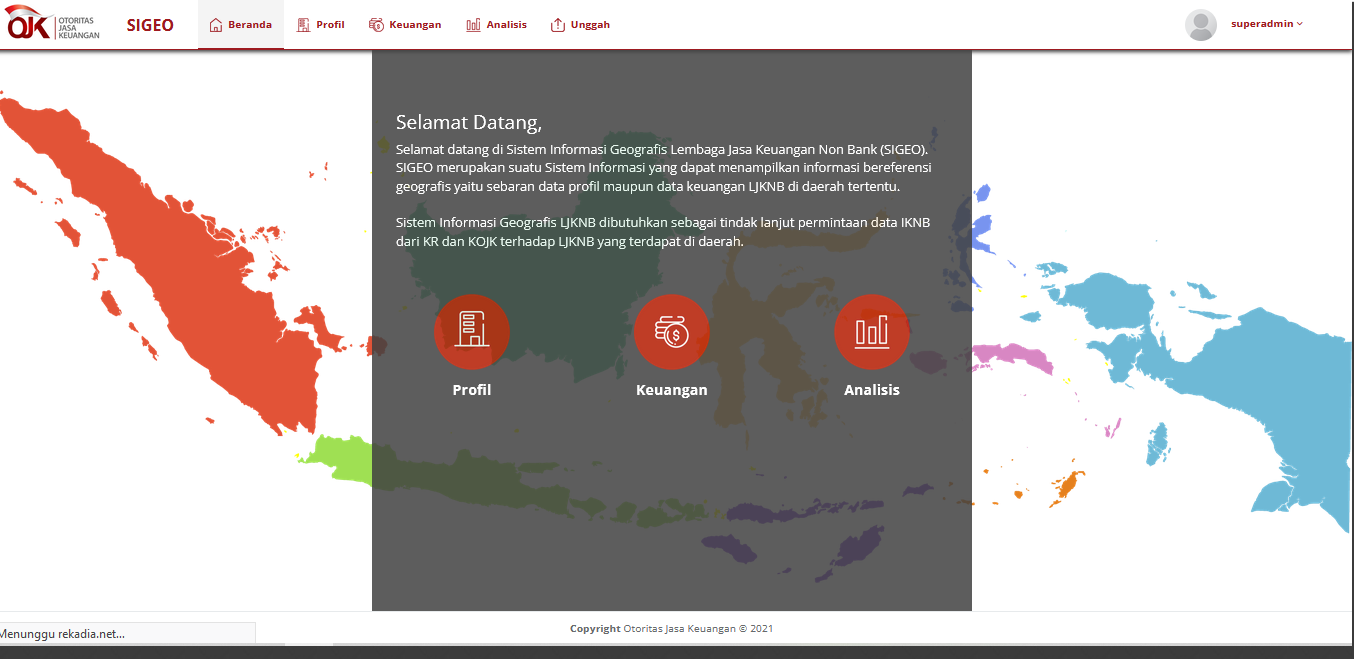 OJK OTORITAS JASA KEUANGAN
SIGEO
Beranda
Profil
Keuangan
Analisis
Unggah
superadmin
Selamat Datang,
Selamat datang di Sistem Informasi Geografis Lembaga Jasa Keuangan Non Bank (SIGEO).
SIGEO merupakan suatu Sistem Informasi yang dapat menampilkan informasi bereferensi
geografis yaitu sebaran data profil maupun data keuangan LJKNB di daerah tertentu.
Sistem Informasi Geografis LJKNB dibutuhkan sebagai tindak lanjut permintaan data IKNB
dari KR dan KOJK terhadap LJKNB yang terdapat di daerah.
Profil
Keuangan
Analisis
Menunggu rekadia.net...
Copyright Otoritas Jasa Keuangan © 2021